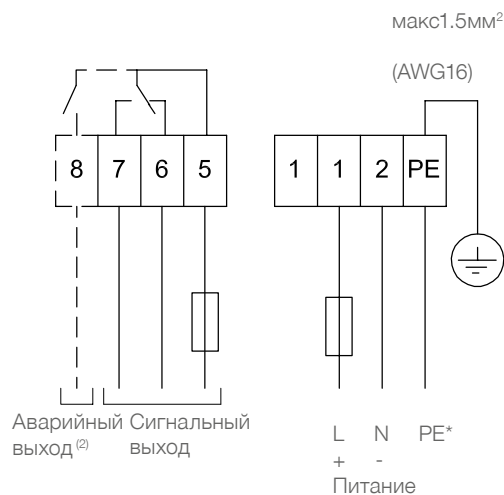 макс1.5мм²
(AWG16)
8 7 6 5 1 1 2 PE
Аварийный Сигнальный
выход (2) выход
L N PE*
+ -
Питание